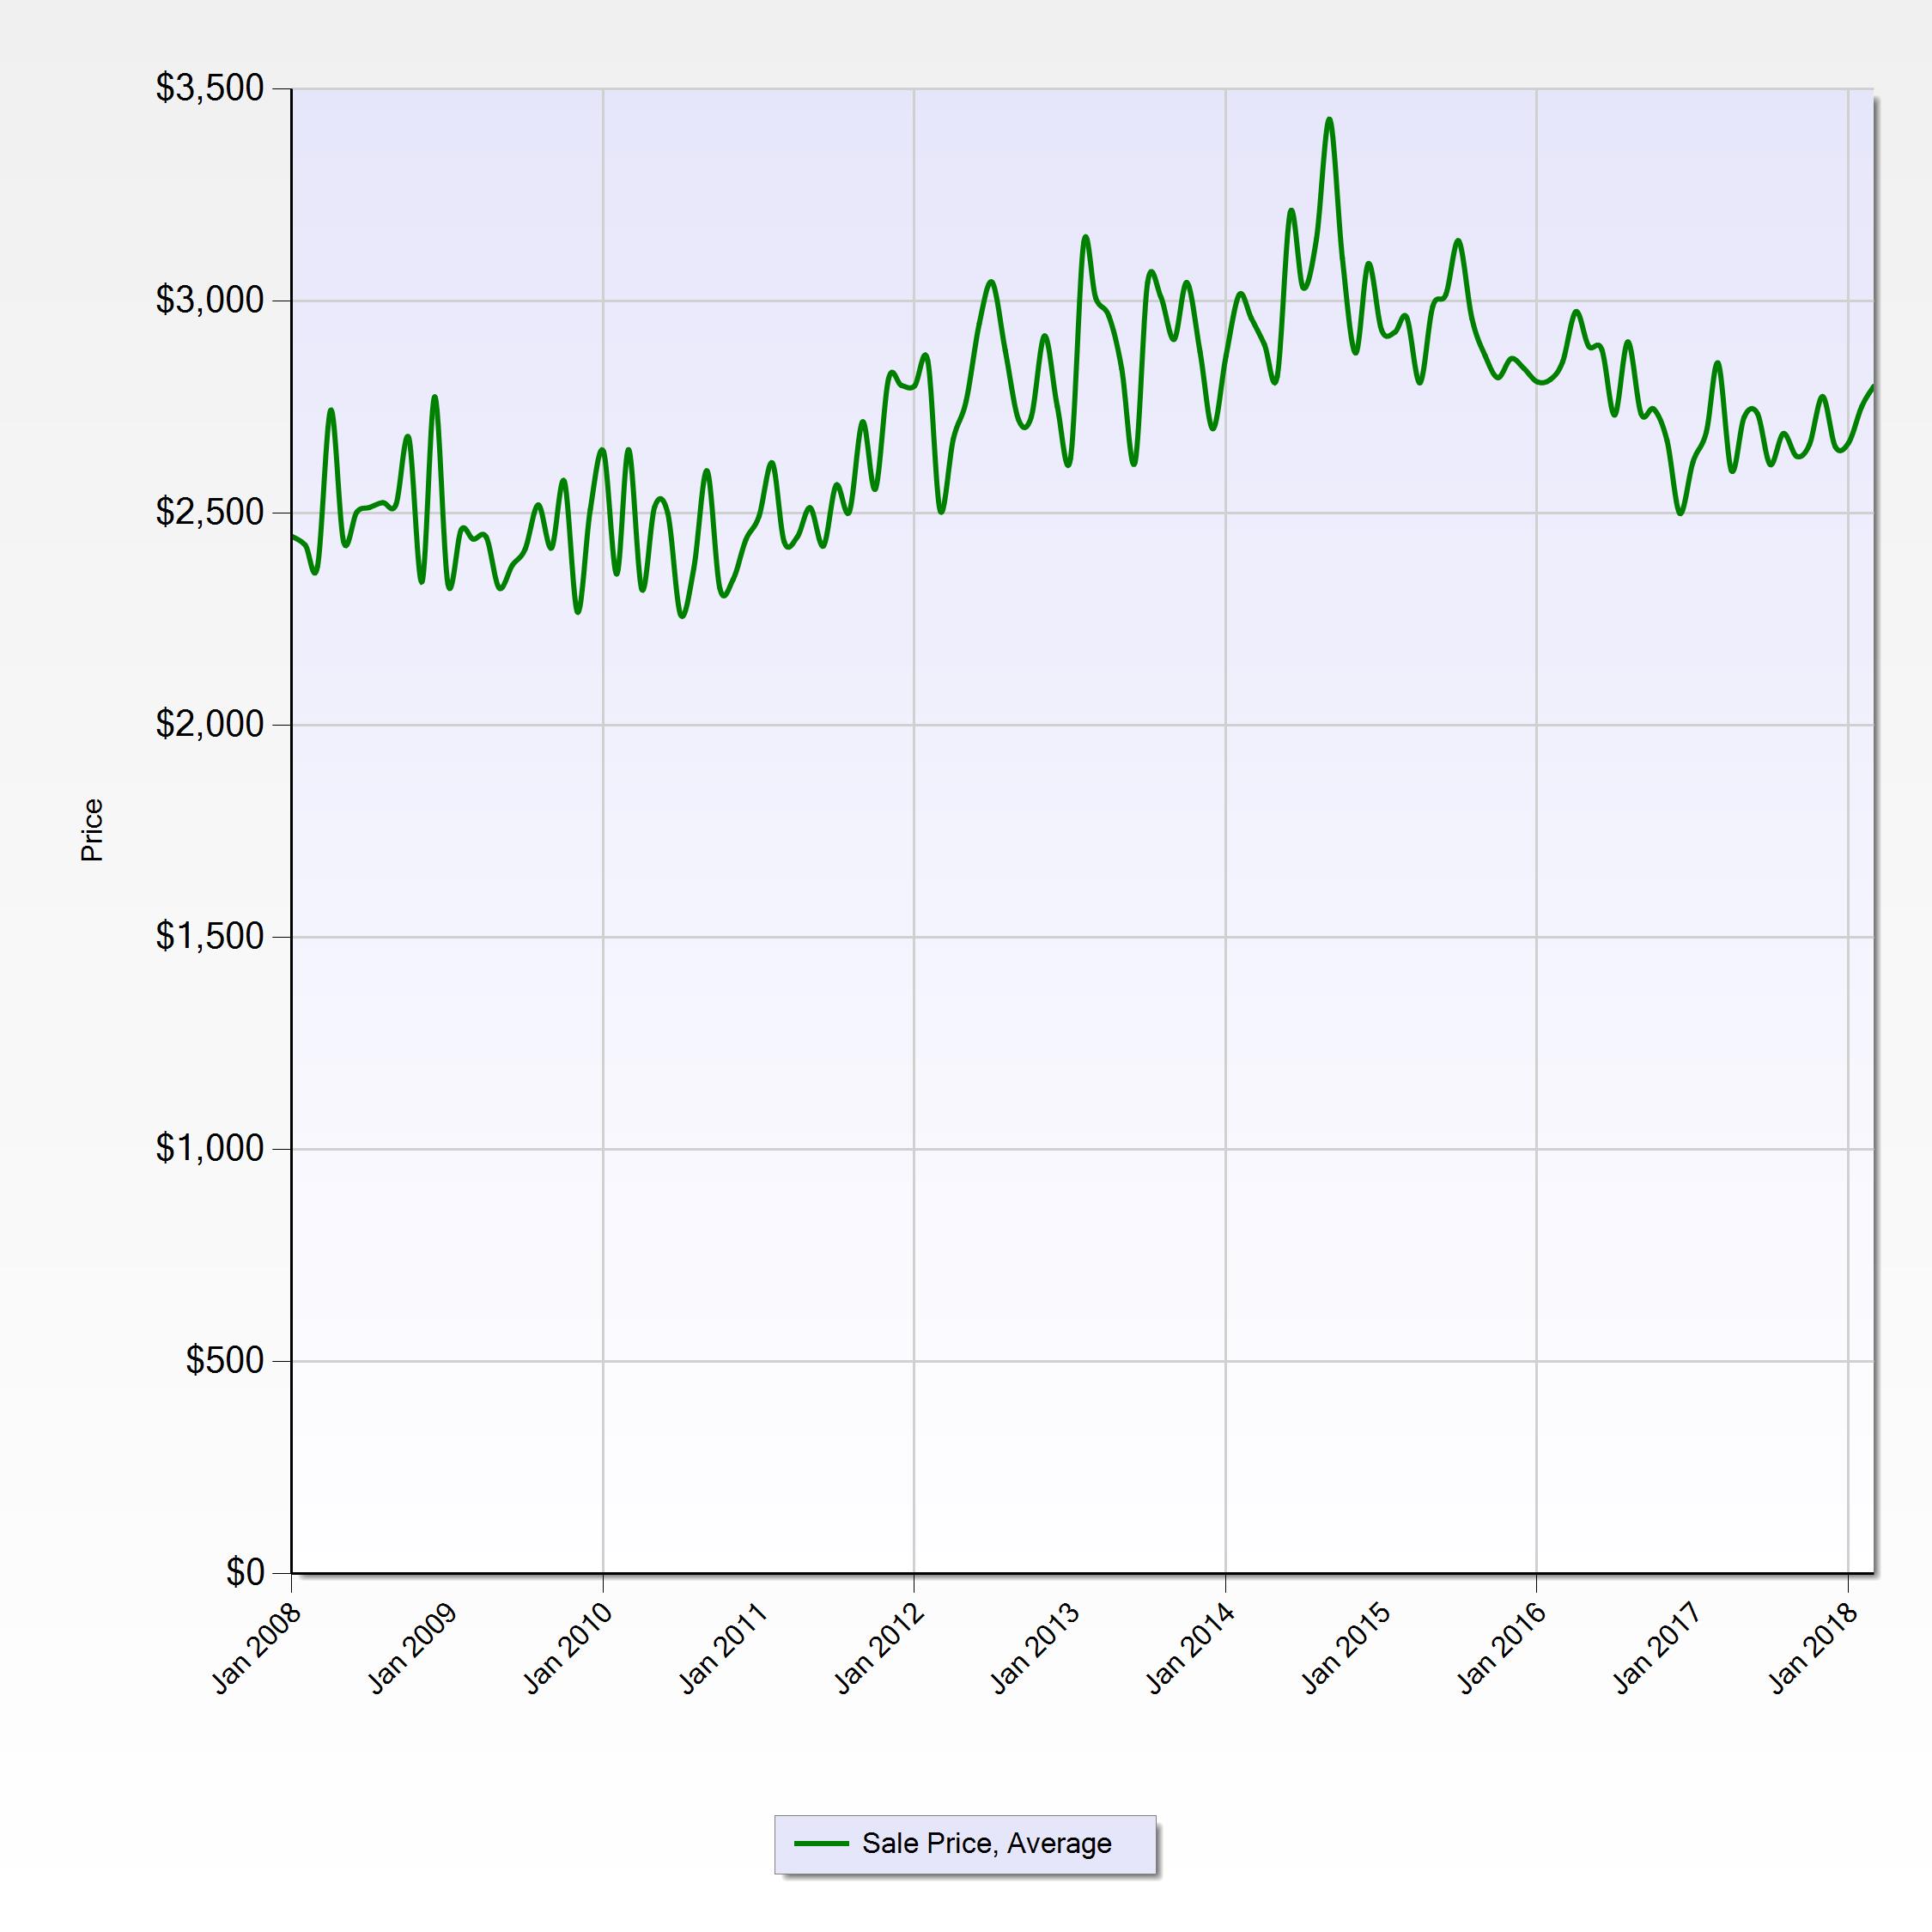 $3,500
$3,000
$2,500
$2,000
$1,500
$1,000
$500
$0
Price
Jan 2008
Jan 2009
Jan 2010
Jan 2011
Jan 2012
Jan 2013
Jan 2014
Jan 2015
Jan 2016
Jan 2017
Jan 2018
Sale Price, Average